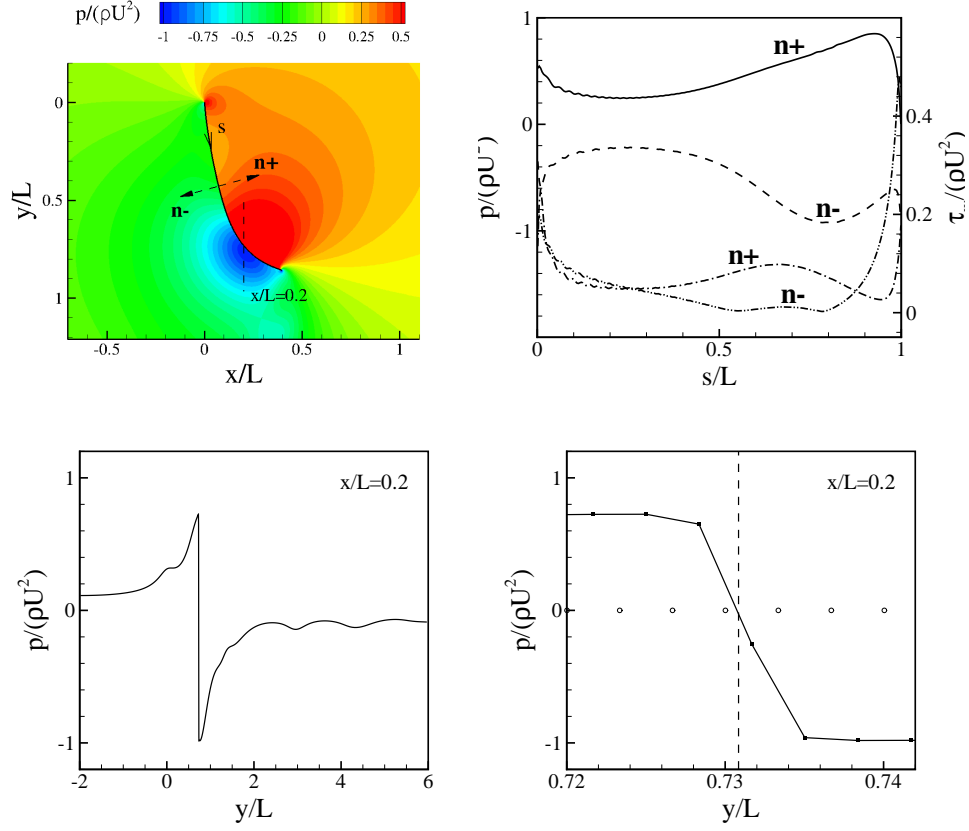 p/(ρU²)
-1 -0.75 -0.5 -0.25 0 0.25 0.5
y/L
0
0.5
1
s
n+
n-
x/L=0.2
-0.5 0 0.5 1
x/L
0
-1
n+
n-
n+
n-
0.4
0.2
0
0 0.5 1
s/L
p/(ρU²)
1
0
-1
x/L=0.2
-2 0 2 4 6
y/L
p/(ρU²)
1
0
-1
x/L=0.2
0.72 0.73 0.74
y/L